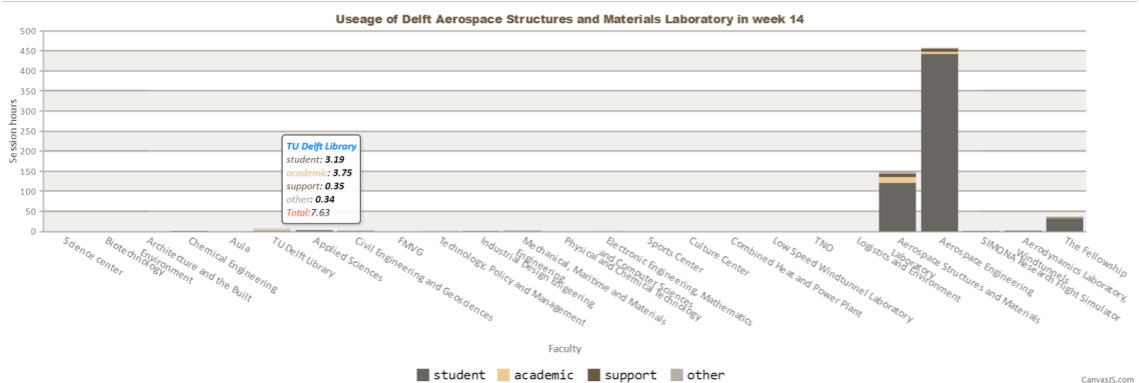 Useage of Delft Aerospace Structures and Materials Laboratory in week 14
500
450
400
350
300
250
200
150
100
50
0
Session hours
TU Delft Library
student: 3.19
academic: 3.75
support: 0.35
other: 0.34
Total:7.63
Science center
Biotechnology
Architecture and the Built
Environment
Chemical Engineering
Aula
TU Delft Library
Applied Sciences
Civil Engineering and Geosciences
FMVG
Technology, Policy and Management
Industrial Design Engineering
Mechanical, Maritime and Materials
Engineering
Physical and Chemical Technology
Electronic Engineering, Mathematics
and Computer Sciences
Sports Center
Culture Center
Combined Heat and Power Plant
Low Speed Windtunnel Laboratory
TNO
Logistic and Environment
Aerospace Structures and Materials
Laboratory
Aerospace Engineering
SIMONA Research Flight Simulator
Aerodynamics Laboratory,
Windtunnels
The Fellowship
Faculty
student academic support other
CanvasJS.com